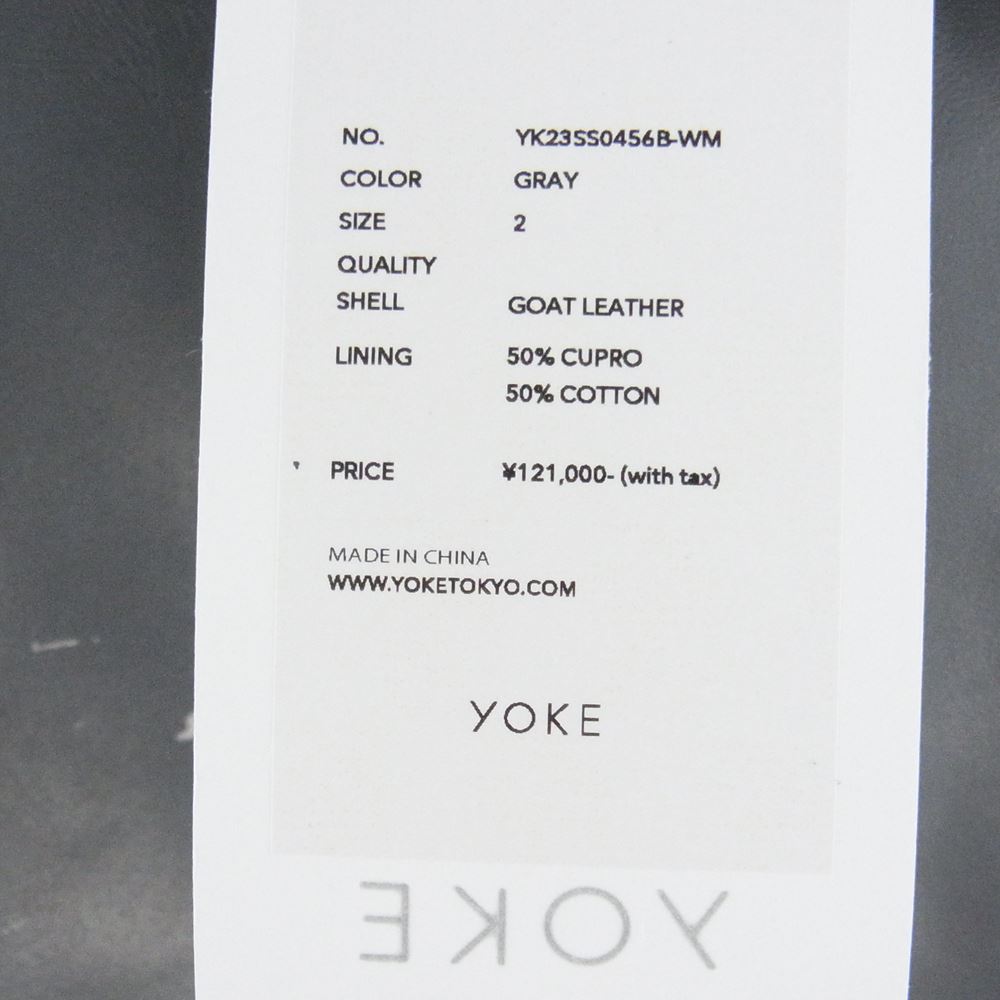 NO. YK23SS0456B-WM
COLOR GRAY
SIZE 2
QUALITY
SHELL GOAT LEATHER
LINING 50% CUPRO
50% COTTON
PRICE ¥121,000- (with tax)
MADE IN CHINA
WWW.YOKETOKYO.COM
YOKE
YOKE